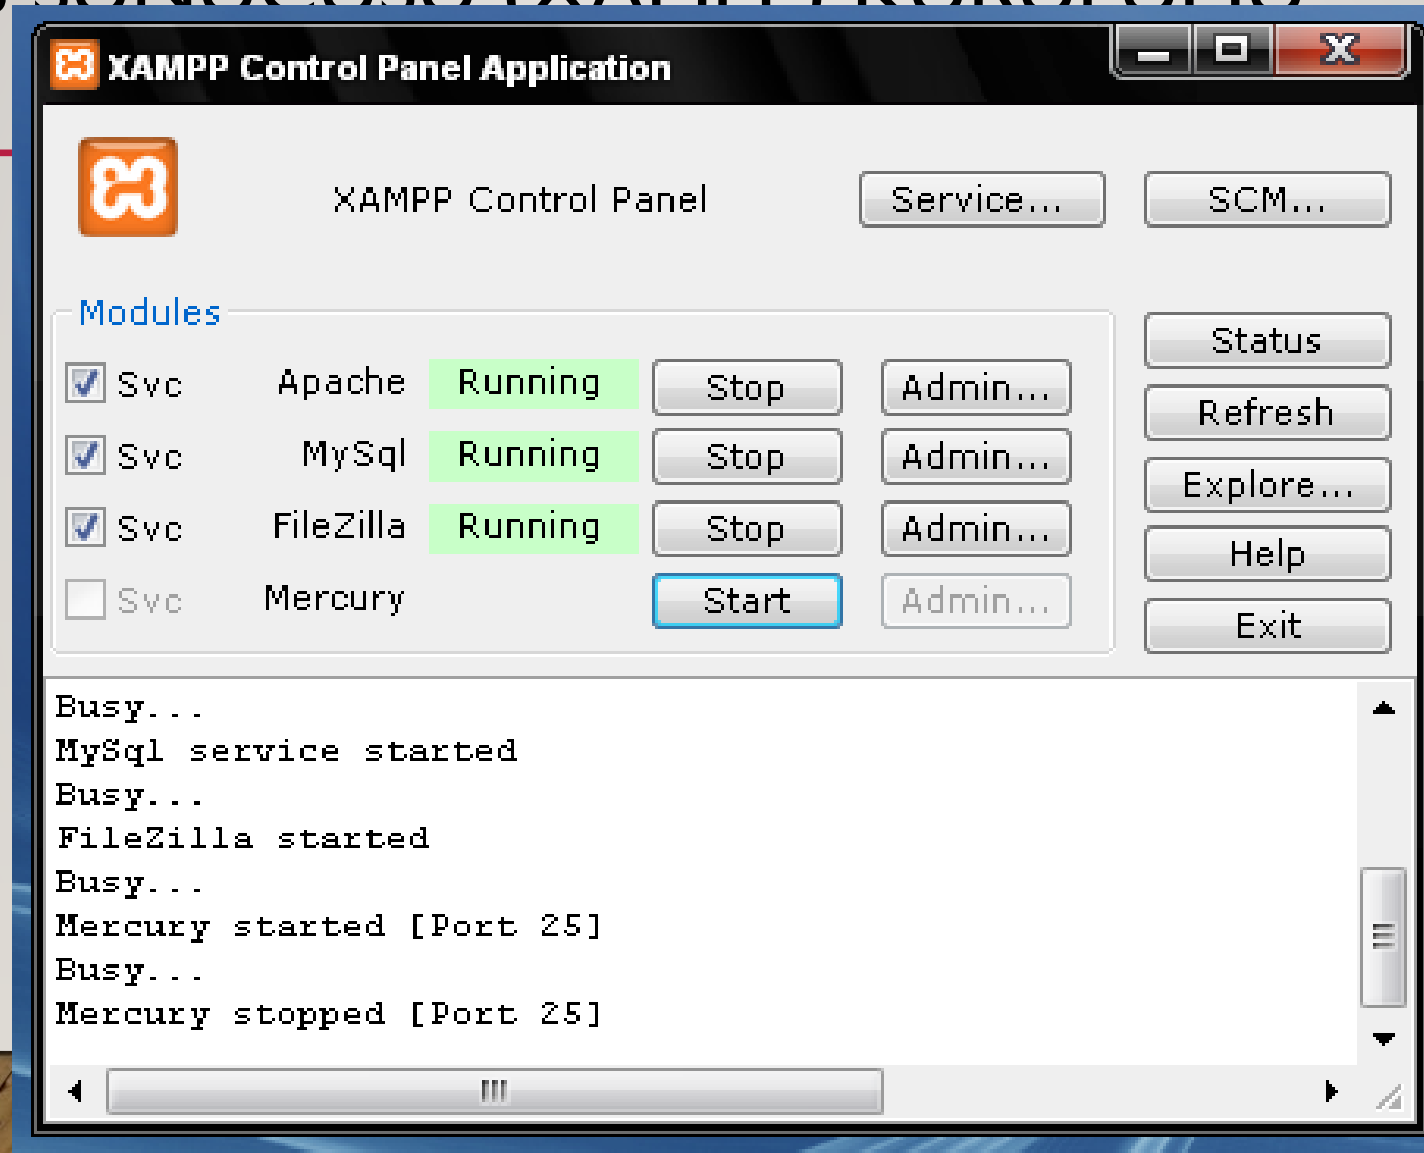 XAMPP Control Panel Application
XAMPP Control Panel Service... SCM...
Modules
Status
Svc Apache Running Stop Admin...
Refresh
Svc MySql Running Stop Admin...
Explore...
Svc FileZilla Running Stop Admin...
Help
Svc Mercury Start Admin...
Exit
Busy...
MySql service started
Busy...
FileZilla started
Busy...
Mercury started [Port 25]
Busy...
Mercury stopped [Port 25]